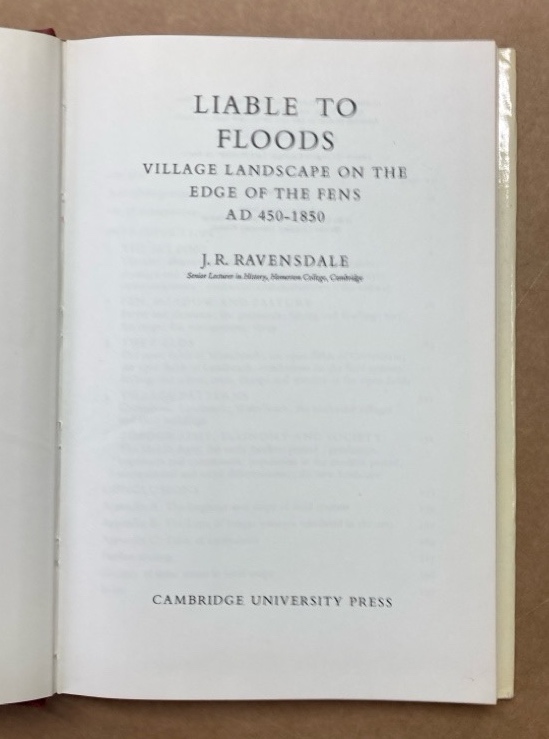 LIABLE TO
FLOODS
VILLAGE LANDSCAPE ON THE
EDGE OF THE FENS
AD 450–1850
J. R. RAVENSDALE
Senior Lecturer in History, Homerton College, Cambridge
CAMBRIDGE UNIVERSITY PRESS